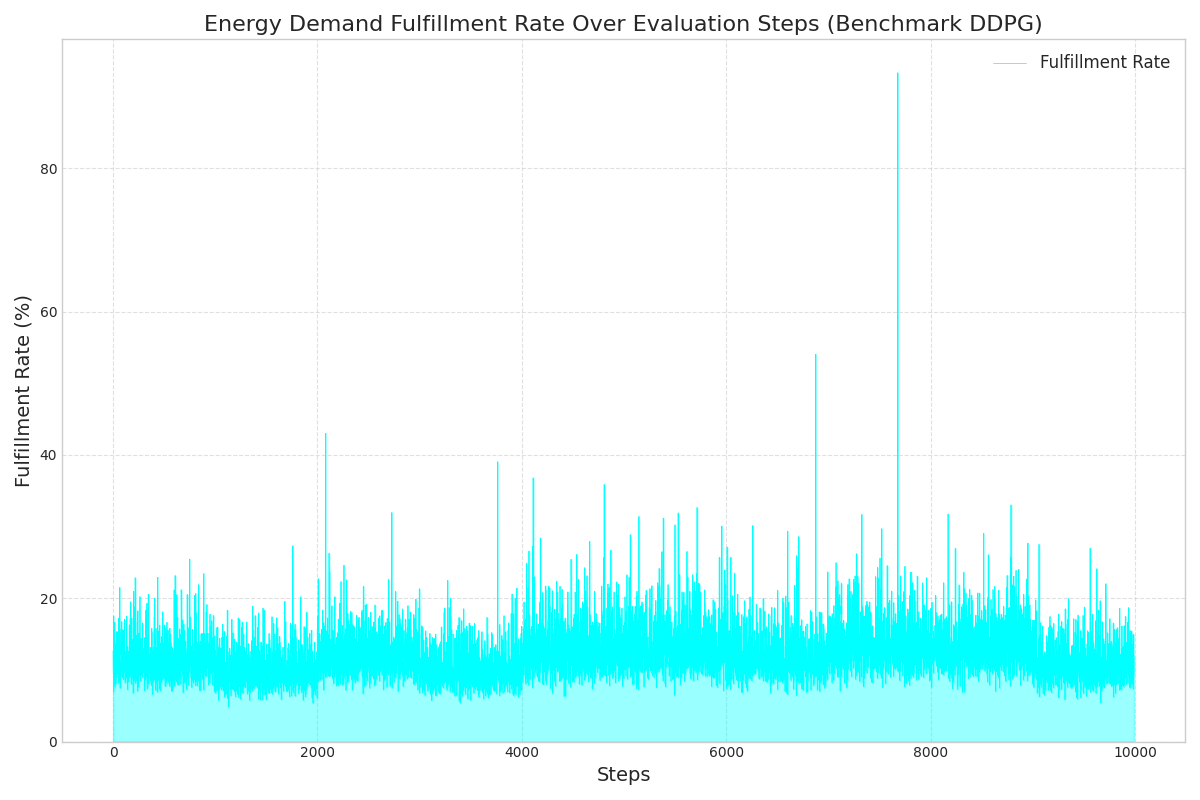 Energy Demand Fulfillment Rate Over Evaluation Steps (Benchmark DDPG)
Fulfillment Rate
80
60
40
20
0
Fulfillment Rate (%)
0 2000 4000 6000 8000 10000
Steps